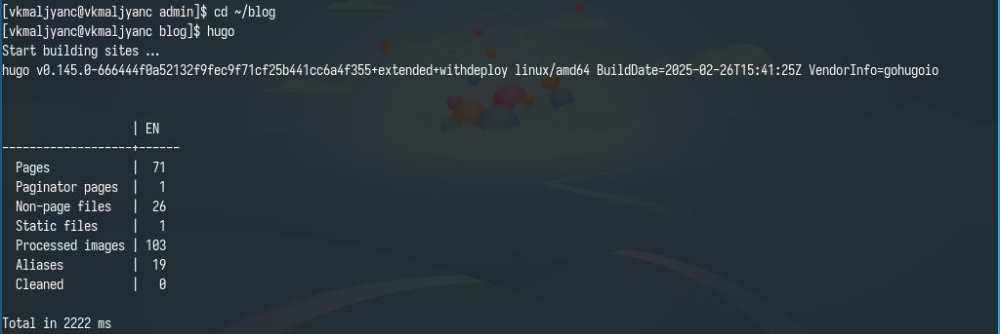 [vkmaljyanc@vkmaljyanc admin]$ cd ~/blog
[vkmaljyanc@vkmaljyanc blog]$ hugo
Start building sites …
hugo v0.145.0-666444f0a52132f9fec9f71cf25b441cc6a4f355+extended+withdeploy linux/amd64 BuildDate=2025-02-26T15:41:25Z VendorInfo=gohugoio
                   | EN
-------------------+------
  Pages            |  71
  Paginator pages  |   1
  Non-page files   |  26
  Static files     |   1
  Processed images | 103
  Aliases          |  19
  Cleaned          |   0
Total in 2222 ms